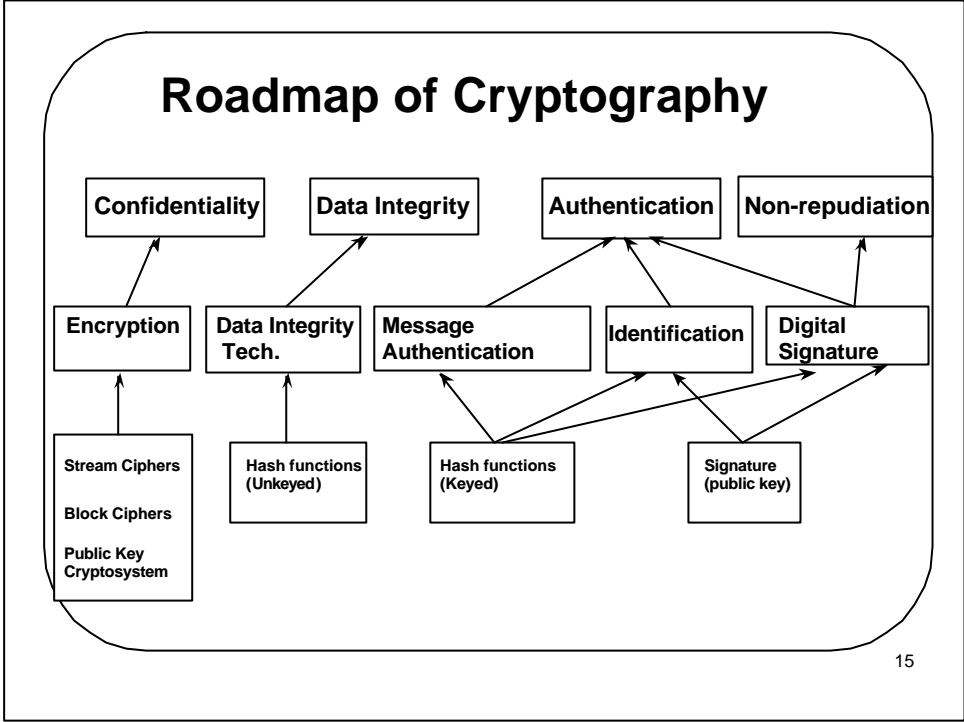 Roadmap of Cryptography
Confidentiality
Data Integrity
Authentication
Non-repudiation
Encryption
Data Integrity
Tech.
Message
Authentication
Identification
Digital
Signature
Stream Ciphers
Block Ciphers
Public Key
Cryptosystem
Hash functions
(Unkeyed)
Hash functions
(Keyed)
Signature
(public key)
15